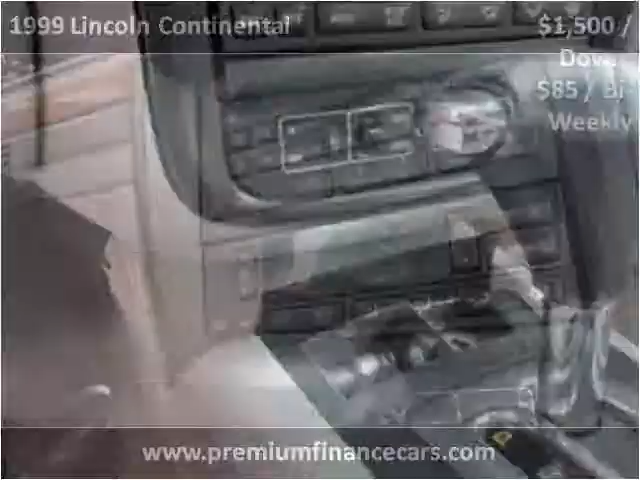 1999 Lincoln Continental
$1,500 /
$85 / Bi
Weekly
www.premiumfinancecars.com